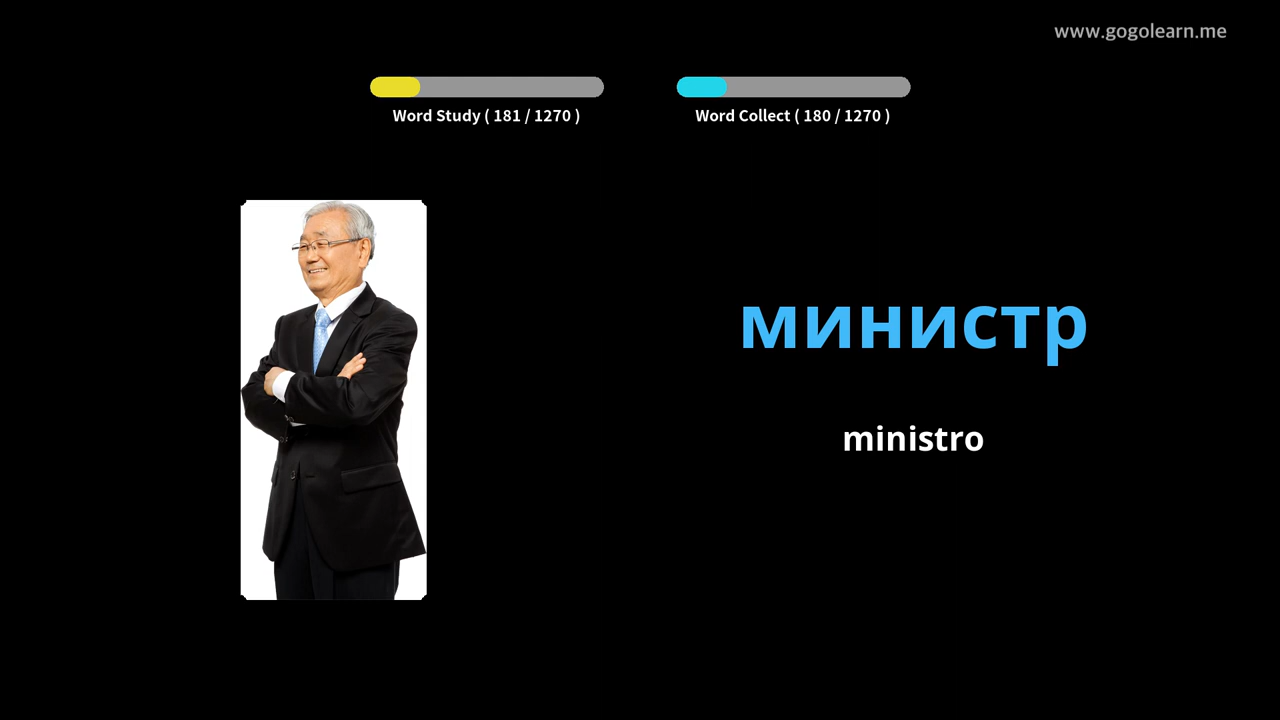 www.gogolearn.me
Word Study ( 181 / 1270 )
Word Collect ( 180 / 1270 )
министр
ministro